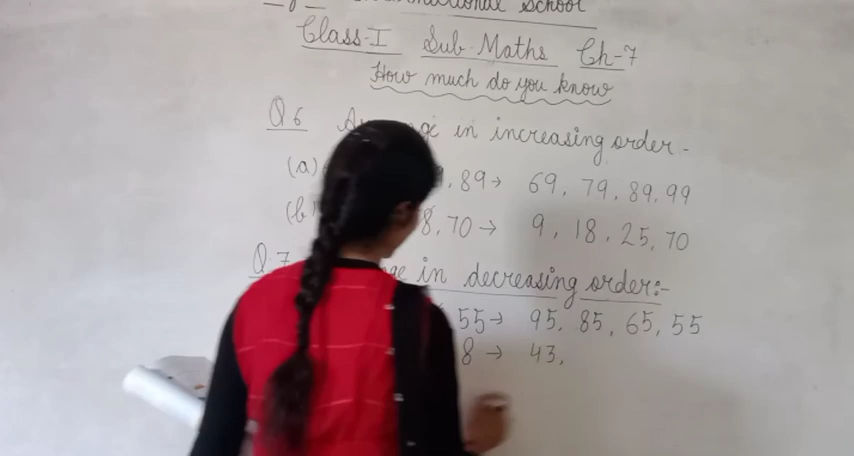 School
Class-I Sub-Maths Ch-7
How much do you know
Q.6 in increasing order-
(a) , 89→ 69, 79, 89, 99
(b) 8, 70→ 9, 18, 25, 70
Q.7 in decreasing order:-
55→ 95, 85, 65, 55
8→ 43,